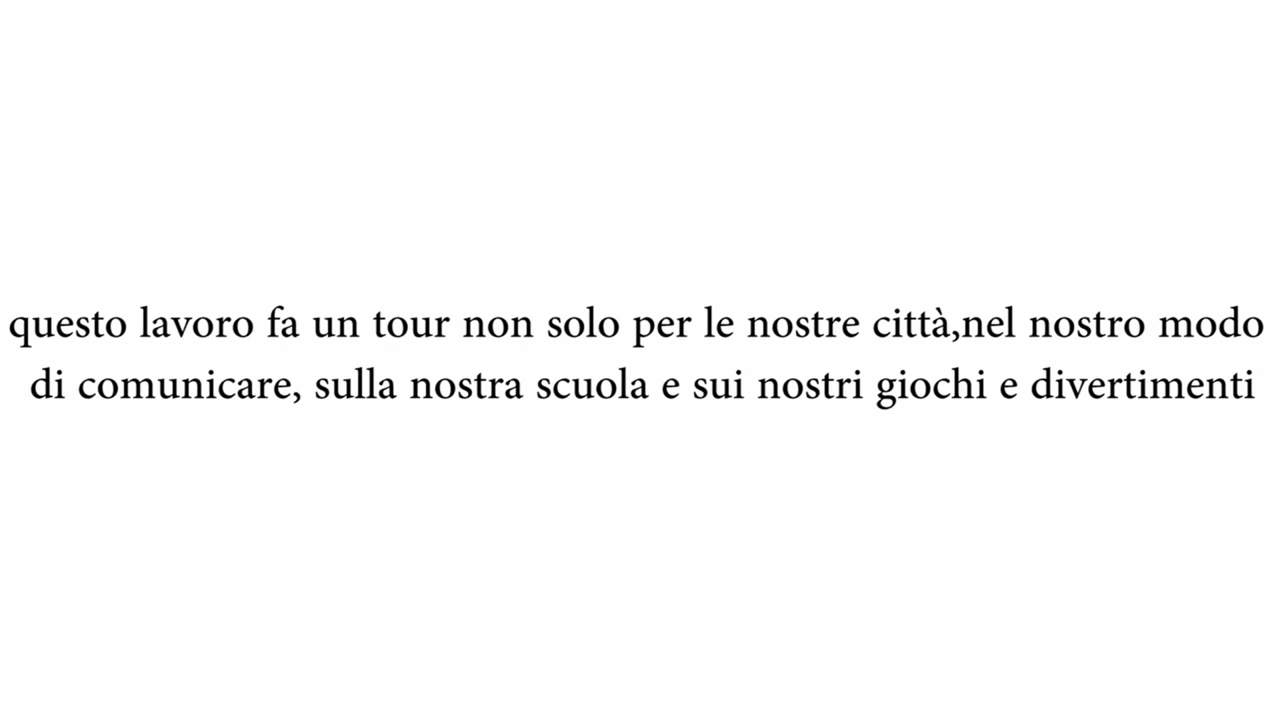 questo lavoro fa un tour non solo per le nostre città,nel nostro modo
di comunicare, sulla nostra scuola e sui nostri giochi e divertimenti